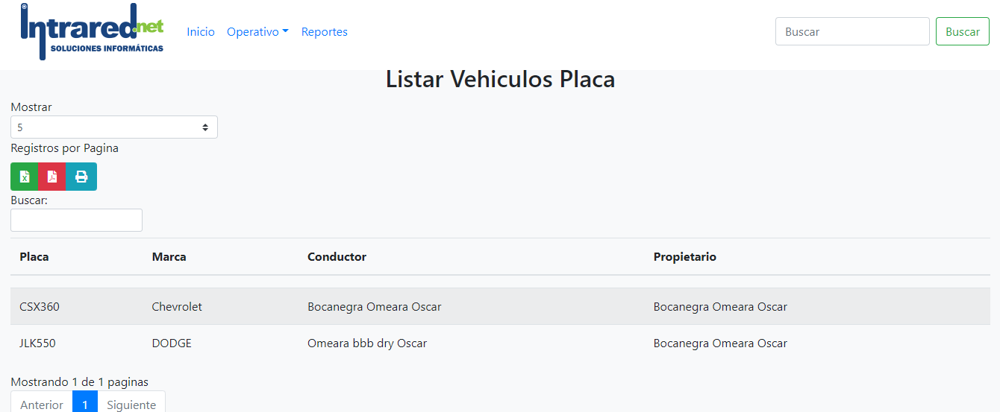 Intrared.net
SOLUCIONES INFORMÁTICAS
Inicio Operativo Reportes Buscar Buscar
Listar Vehiculos Placa
Mostrar
5
Registros por Pagina
Buscar:
Placa Marca Conductor Propietario
CSX360 Chevrolet Bocanegra Omeara Oscar Bocanegra Omeara Oscar
JLK550 DODGE Omeara bbb dry Oscar Bocanegra Omeara Oscar
Mostrando 1 de 1 paginas
Anterior 1 Siguiente